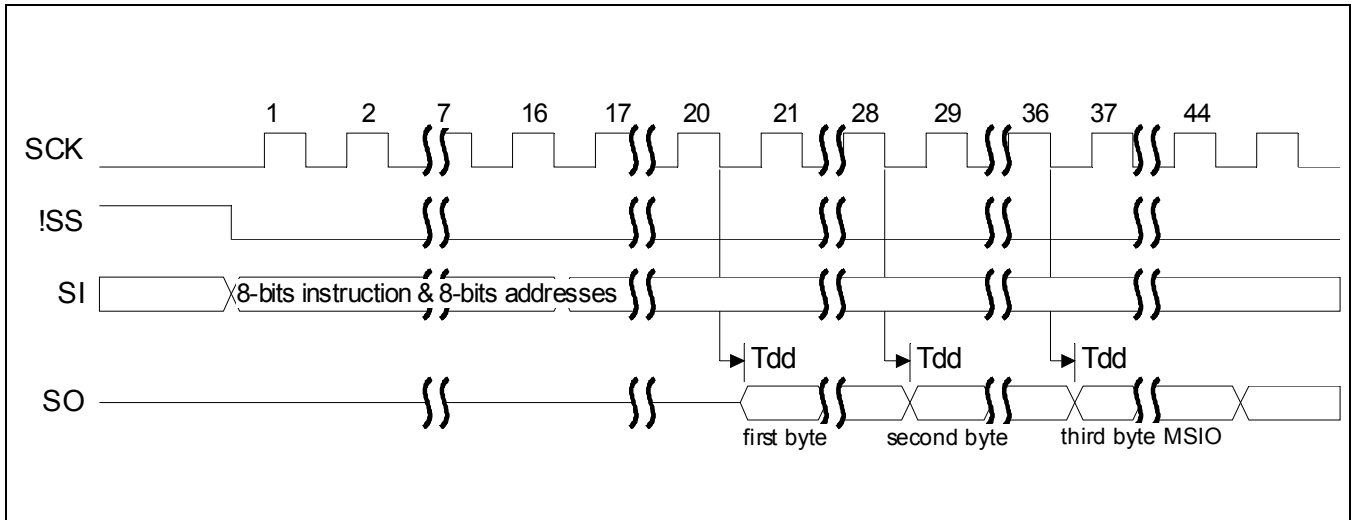 1 2 7 16 17 20 21 28 29 36 37 44
SCK
!SS
SI 8-bits instruction & 8-bits addresses
Tdd Tdd Tdd
SO
first byte second byte third byte MSIO